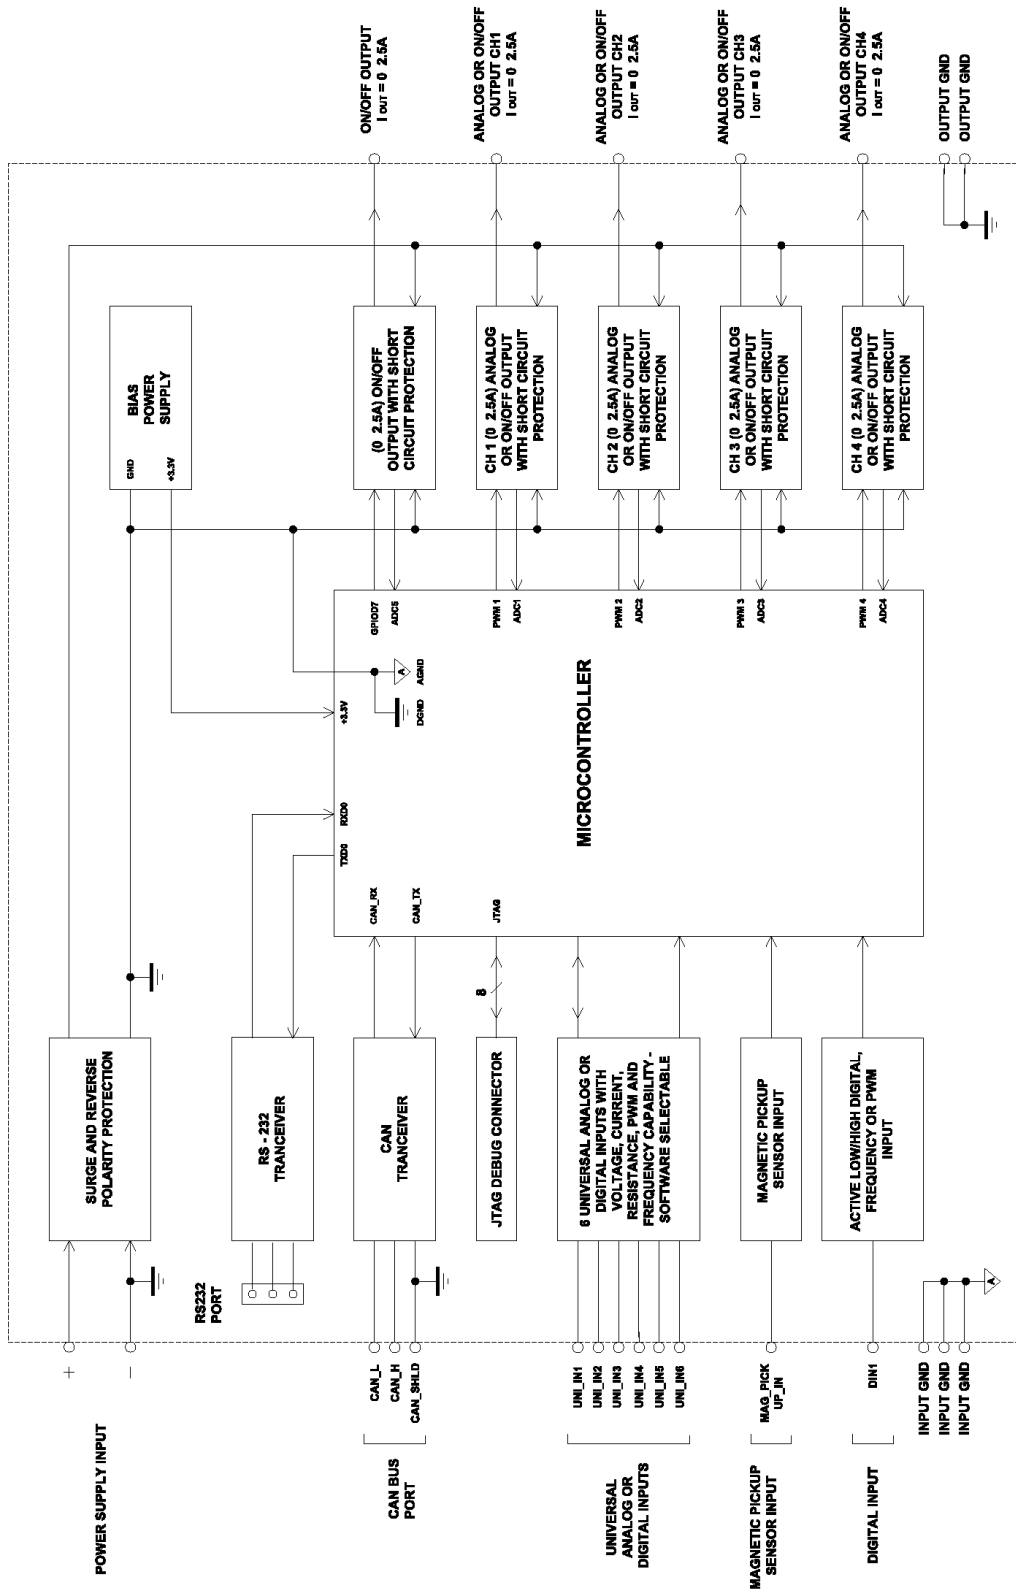 POWER SUPPLY INPUT
+
–
SURGE AND REVERSE
POLARITY PROTECTION
BIAS
POWER
SUPPLY
GND
+3.3V
RS232
PORT
RS - 232
TRANCEIVER
CAN BUS
PORT
CAN_L
CAN_H
CAN_SHLD
CAN
TRANCEIVER
JTAG DEBUG CONNECTOR
8
UNIVERSAL
ANALOG OR
DIGITAL INPUTS
UNI_IN1
UNI_IN2
UNI_IN3
UNI_IN4
UNI_IN5
UNI_IN6
6 UNIVERSAL ANALOG OR
DIGITAL INPUTS WITH
VOLTAGE, CURRENT,
RESISTANCE, PWM AND
FREQUENCY CAPABILITY -
SOFTWARE SELECTABLE
MAGNETIC PICKUP
SENSOR INPUT
MAG_PICK
UP_IN
MAGNETIC PICKUP
SENSOR INPUT
DIGITAL INPUT
DIN1
ACTIVE LOW/HIGH DIGITAL,
FREQUENCY OR PWM
INPUT
INPUT GND
INPUT GND
INPUT GND
A
CAN_RX
CAN_TX
JTAG
TXD0
RXD0
+3.3V
DGND
A
AGND
MICROCONTROLLER
GPIOD7
ADC5
PWM 1
ADC1
PWM 2
ADC2
PWM 3
ADC3
PWM 4
ADC4
(0 2.5A) ON/OFF
OUTPUT WITH SHORT
CIRCUIT PROTECTION
CH 1 (0 2.5A) ANALOG
OR ON/OFF OUTPUT
WITH SHORT CIRCUIT
PROTECTION
CH 2 (0 2.5A) ANALOG
OR ON/OFF OUTPUT
WITH SHORT CIRCUIT
PROTECTION
CH 3 (0 2.5A) ANALOG
OR ON/OFF OUTPUT
WITH SHORT CIRCUIT
PROTECTION
CH 4 (0 2.5A) ANALOG
OR ON/OFF OUTPUT
WITH SHORT CIRCUIT
PROTECTION
ON/OFF OUTPUT
I OUT = 0 2.5A
ANALOG OR ON/OFF
OUTPUT CH1
I OUT = 0 2.5A
ANALOG OR ON/OFF
OUTPUT CH2
I OUT = 0 2.5A
ANALOG OR ON/OFF
OUTPUT CH3
I OUT = 0 2.5A
ANALOG OR ON/OFF
OUTPUT CH4
I OUT = 0 2.5A
OUTPUT GND
OUTPUT GND